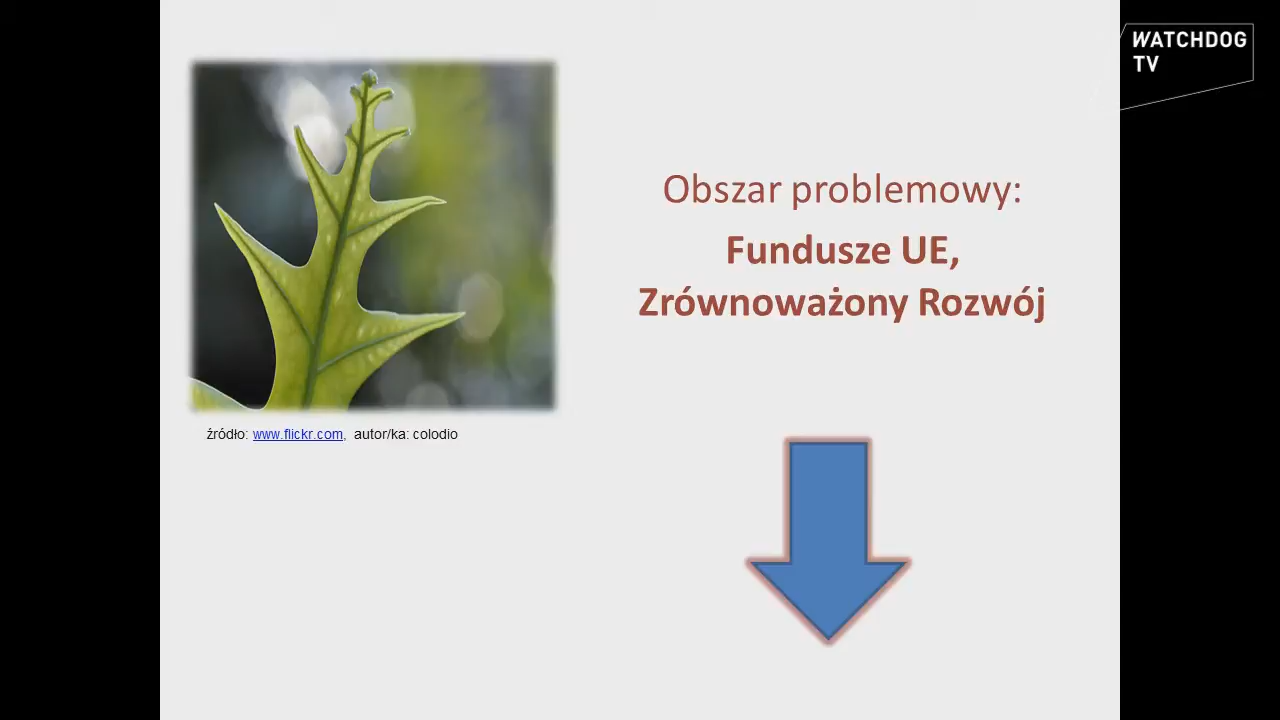 WATCHDOG
TV
Obszar problemowy:
Fundusze UE,
Zrównoważony Rozwój
źródło: www.flickr.com, autor/ka: colodio